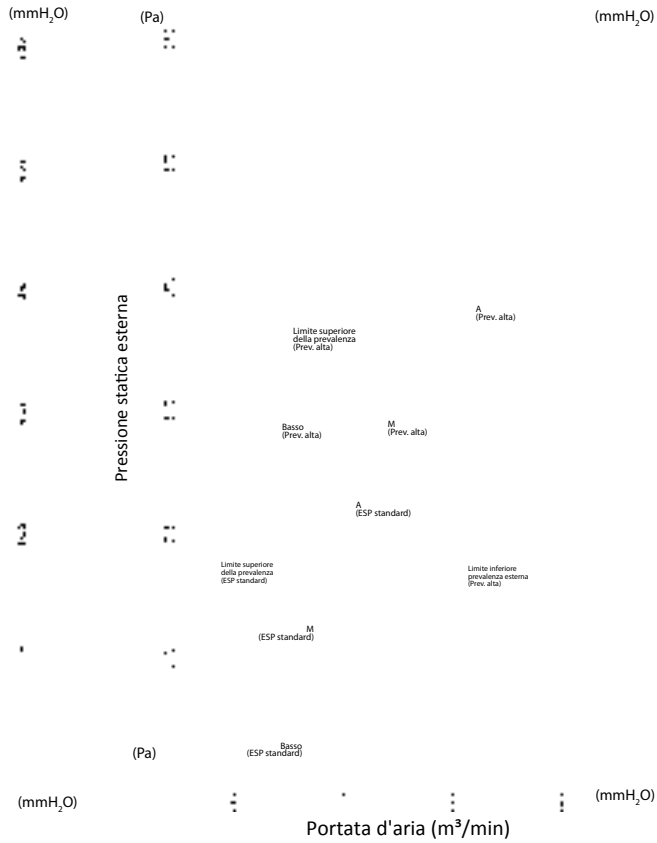 (mmH₂O)
(Pa)
(mmH₂O)
Pressione statica esterna
A
(Prev. alta)
Limite superiore
della prevalenza
(Prev. alta)
Basso
(Prev. alta)
M
(Prev. alta)
A
(ESP standard)
Limite superiore
della prevalenza
(ESP standard)
Limite inferiore
prevalenza esterna
(Prev. alta)
M
(ESP standard)
Basso
(ESP standard)
(Pa)
(mmH₂O)
(mmH₂O)
Portata d'aria (m³/min)